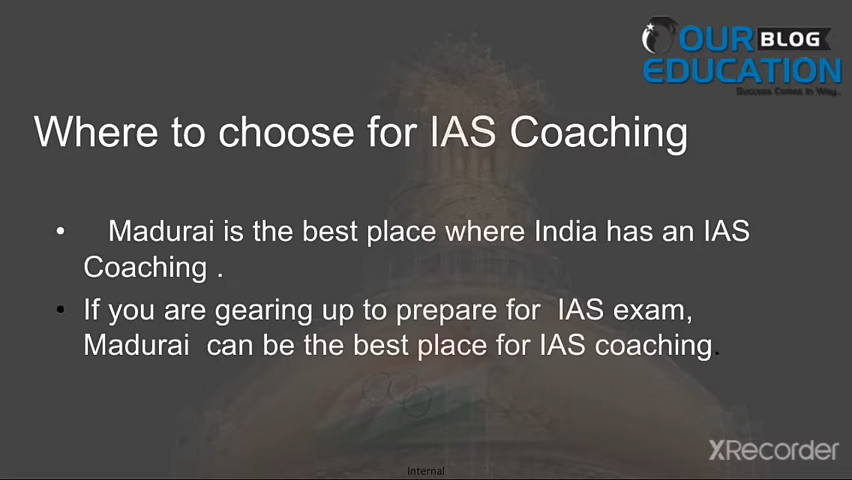 OUR BLOG
EDUCATION
Success Comes in Way..
Where to choose for IAS Coaching
• Madurai is the best place where India has an IAS
Coaching .
• If you are gearing up to prepare for IAS exam,
Madurai can be the best place for IAS coaching.
XRecorder
Internal